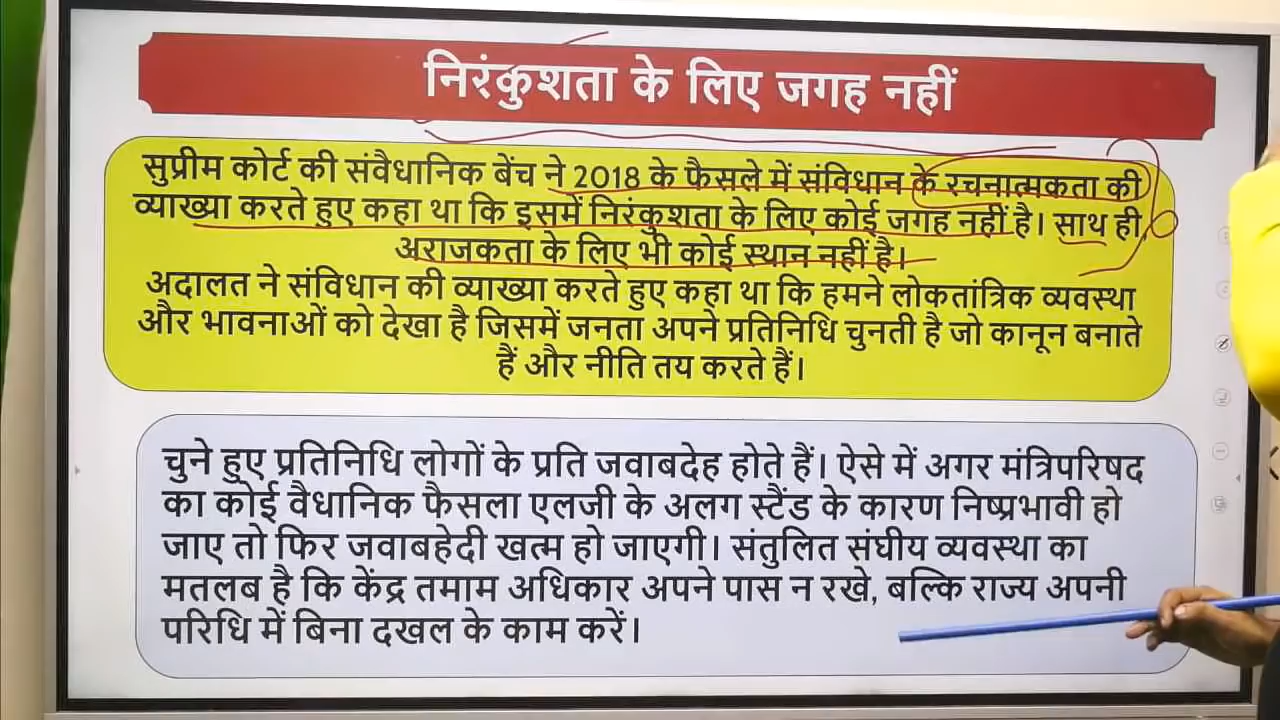 निरंकुशता के लिए जगह नहीं
सुप्रीम कोर्ट की संवैधानिक बेंच ने 2018 के फैसले में संविधान के रचनात्मकता की
व्याख्या करते हुए कहा था कि इसमें निरंकुशता के लिए कोई जगह नहीं है। साथ ही,
अराजकता के लिए भी कोई स्थान नहीं है।
अदालत ने संविधान की व्याख्या करते हुए कहा था कि हमने लोकतांत्रिक व्यवस्था
और भावनाओं को देखा है जिसमें जनता अपने प्रतिनिधि चुनती है जो कानून बनाते
हैं और नीति तय करते हैं।
चुने हुए प्रतिनिधि लोगों के प्रति जवाबदेह होते हैं। ऐसे में अगर मंत्रिपरिषद
का कोई वैधानिक फैसला एलजी के अलग स्टैंड के कारण निष्प्रभावी हो
जाए तो फिर जवाबहेदी खत्म हो जाएगी। संतुलित संघीय व्यवस्था का
मतलब है कि केंद्र तमाम अधिकार अपने पास न रखे, बल्कि राज्य अपनी
परिधि में बिना दखल के काम करें।